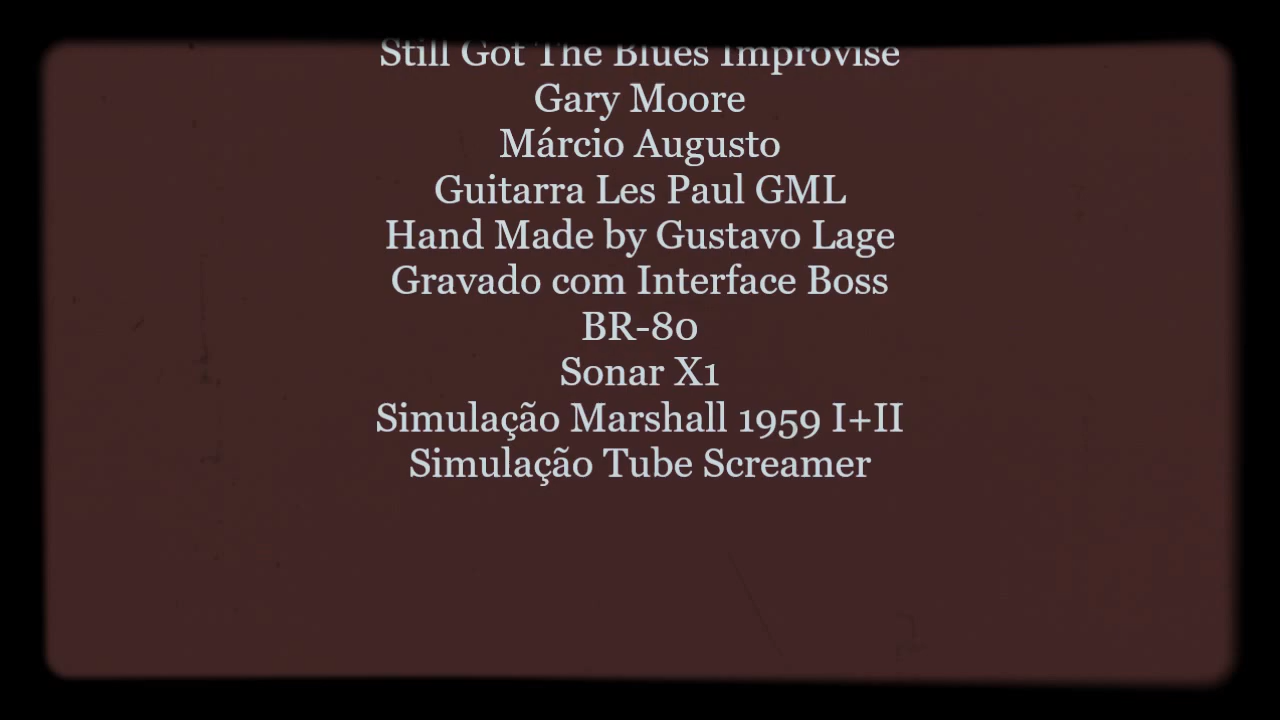 Still Got The Blues Improvise
Gary Moore
Márcio Augusto
Guitarra Les Paul GML
Hand Made by Gustavo Lage
Gravado com Interface Boss
BR-80
Sonar X1
Simulação Marshall 1959 I+II
Simulação Tube Screamer